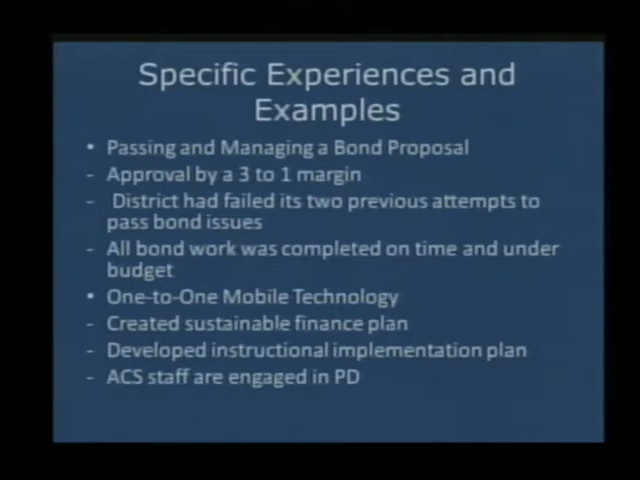 Specific Experiences and
Examples
• Passing and Managing a Bond Proposal
- Approval by a 3 to 1 margin
- District had failed its two previous attempts to
pass bond issues
- All bond work was completed on time and under
budget
• One-to-One Mobile Technology
- Created sustainable finance plan
- Developed instructional implementation plan
- ACS staff are engaged in PD